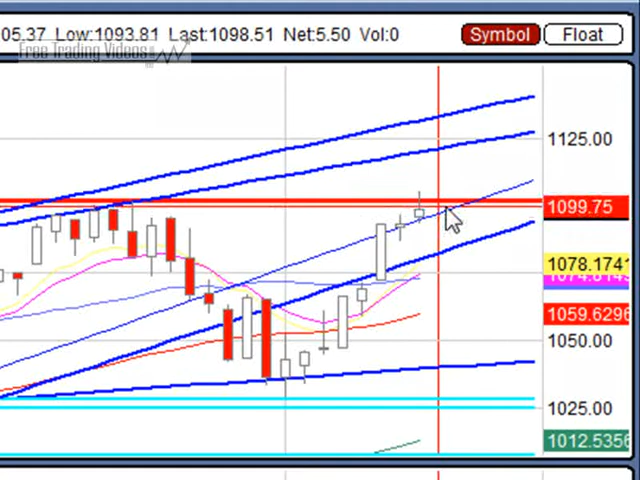 05.37 Low:1093.81 Last:1098.51 Net:5.50 Vol:0
Symbol
Float
Free Trading Videos
1125.00
1099.75
1078.1741
1059.6296
1050.00
1025.00
1012.5356